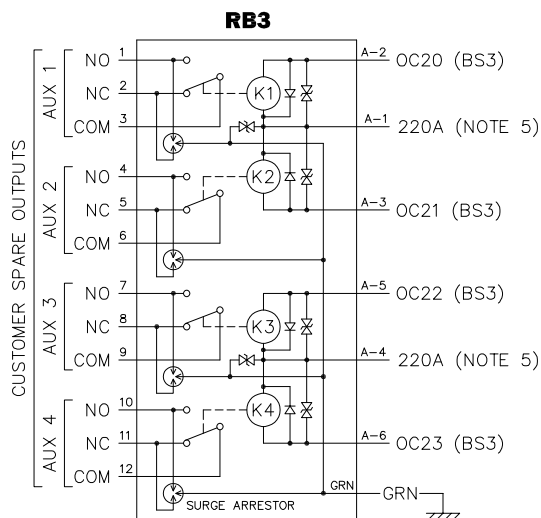 RB3
CUSTOMER SPARE OUTPUTS
AUX 1
NO 1
NC 2
COM 3
K1
A-2 OC20 (BS3)
A-1 220A (NOTE 5)
AUX 2
NO 4
NC 5
COM 6
K2
A-3 OC21 (BS3)
AUX 3
NO 7
NC 8
COM 9
K3
A-5 OC22 (BS3)
A-4 220A (NOTE 5)
AUX 4
NO 10
NC 11
COM 12
K4
A-6 OC23 (BS3)
SURGE ARRESTOR
GRN
GRN